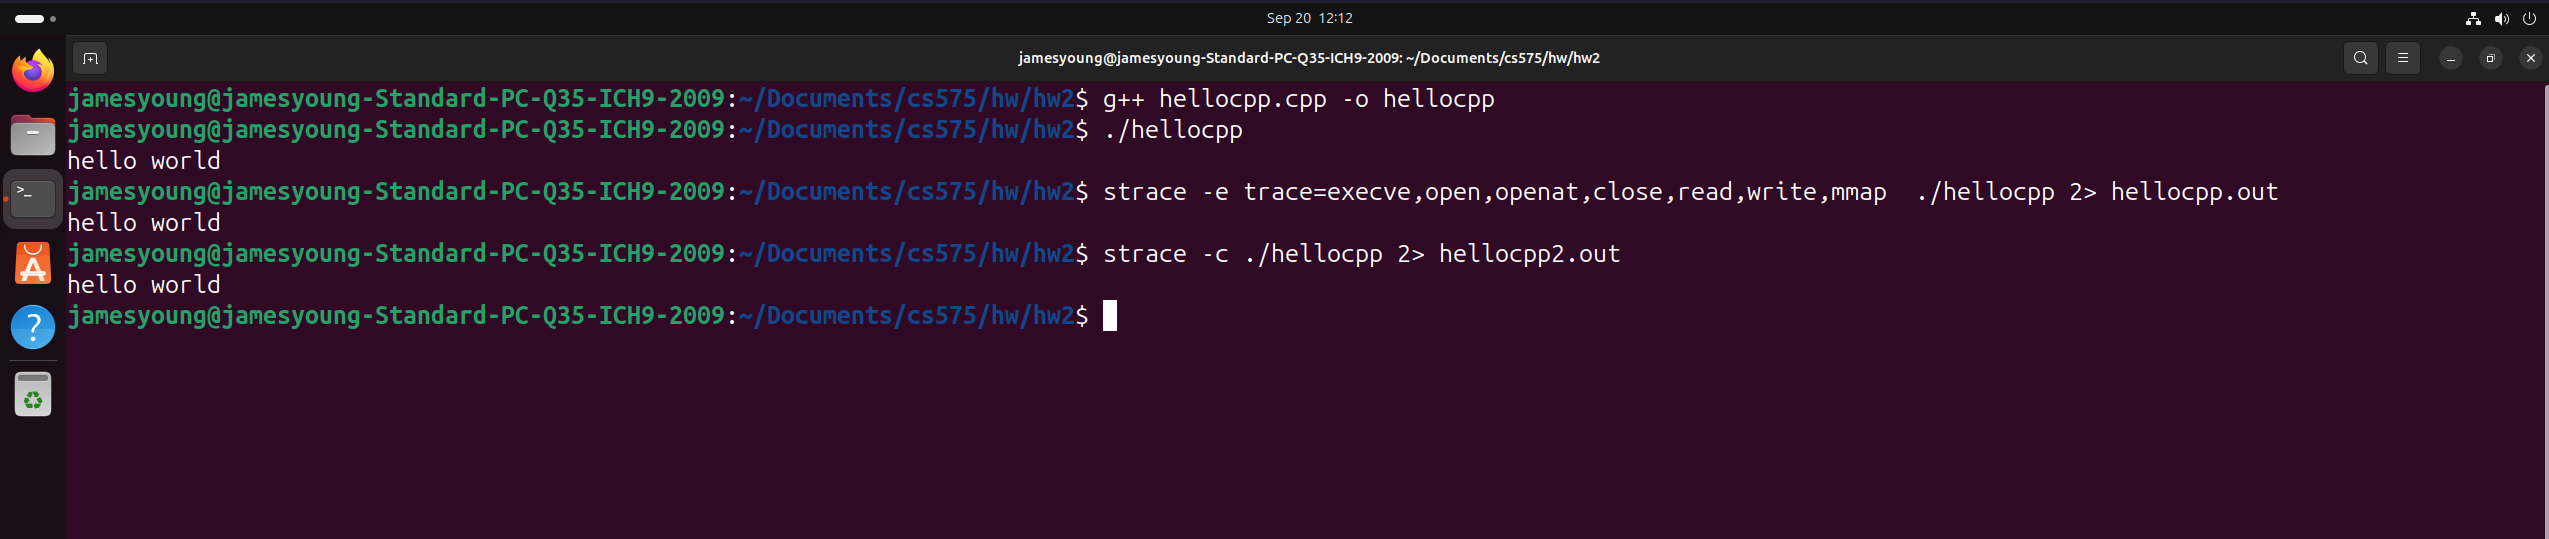 Sep 20 12:12
jamesyoung@jamesyoung-Standard-PC-Q35-ICH9-2009: ~/Documents/cs575/hw/hw2
jamesyoung@jamesyoung-Standard-PC-Q35-ICH9-2009:~/Documents/cs575/hw/hw2$ g++ hellocpp.cpp -o hellocpp
jamesyoung@jamesyoung-Standard-PC-Q35-ICH9-2009:~/Documents/cs575/hw/hw2$ ./hellocpp
hello world
jamesyoung@jamesyoung-Standard-PC-Q35-ICH9-2009:~/Documents/cs575/hw/hw2$ strace -e trace=execve,open,openat,close,read,write,mmap  ./hellocpp 2> hellocpp.out
hello world
jamesyoung@jamesyoung-Standard-PC-Q35-ICH9-2009:~/Documents/cs575/hw/hw2$ strace -c ./hellocpp 2> hellocpp2.out
hello world
jamesyoung@jamesyoung-Standard-PC-Q35-ICH9-2009:~/Documents/cs575/hw/hw2$